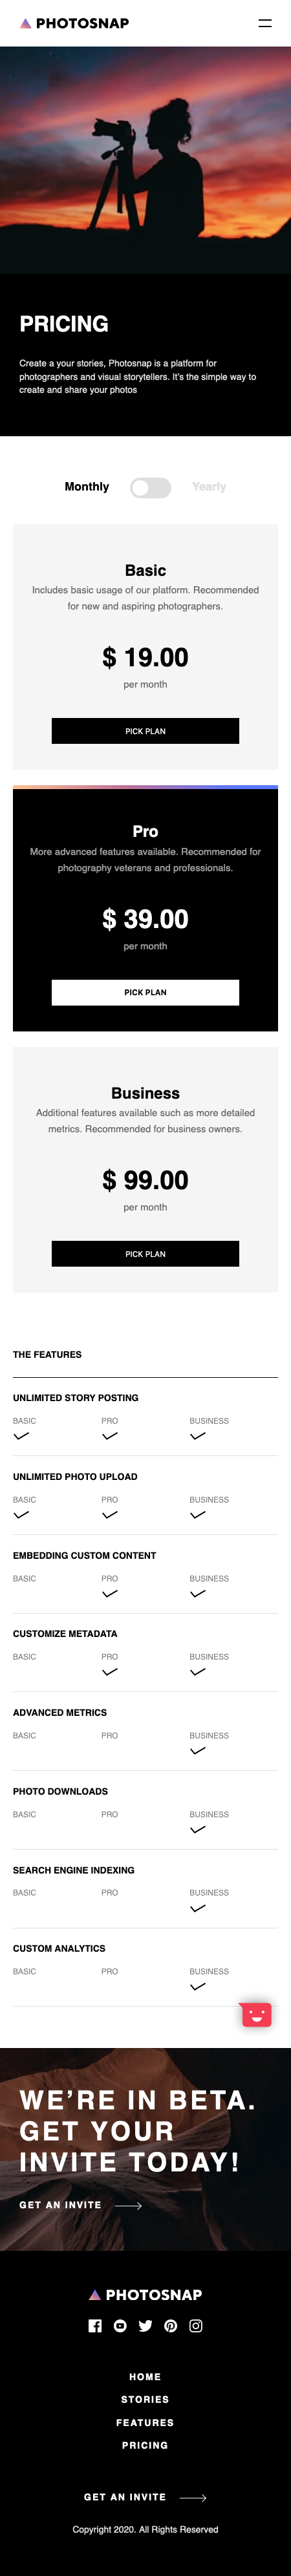 PHOTOSNAP
PRICING
Create a your stories, Photosnap is a platform for
photographers and visual storytellers. It's the simple way to
create and share your photos
Monthly Yearly
Basic
Includes basic usage of our platform. Recommended
for new and aspiring photographers.
$ 19.00
per month
PICK PLAN
Pro
More advanced features available. Recommended for
photography veterans and professionals.
$ 39.00
per month
PICK PLAN
Business
Additional features available such as more detailed
metrics. Recommended for business owners.
$ 99.00
per month
PICK PLAN
THE FEATURES
UNLIMITED STORY POSTING
BASIC PRO BUSINESS
UNLIMITED PHOTO UPLOAD
BASIC PRO BUSINESS
EMBEDDING CUSTOM CONTENT
BASIC PRO BUSINESS
CUSTOMIZE METADATA
BASIC PRO BUSINESS
ADVANCED METRICS
BASIC PRO BUSINESS
PHOTO DOWNLOADS
BASIC PRO BUSINESS
SEARCH ENGINE INDEXING
BASIC PRO BUSINESS
CUSTOM ANALYTICS
BASIC PRO BUSINESS
WE'RE IN BETA.
GET YOUR
INVITE TODAY!
GET AN INVITE
PHOTOSNAP
HOME
STORIES
FEATURES
PRICING
GET AN INVITE
Copyright 2020. All Rights Reserved